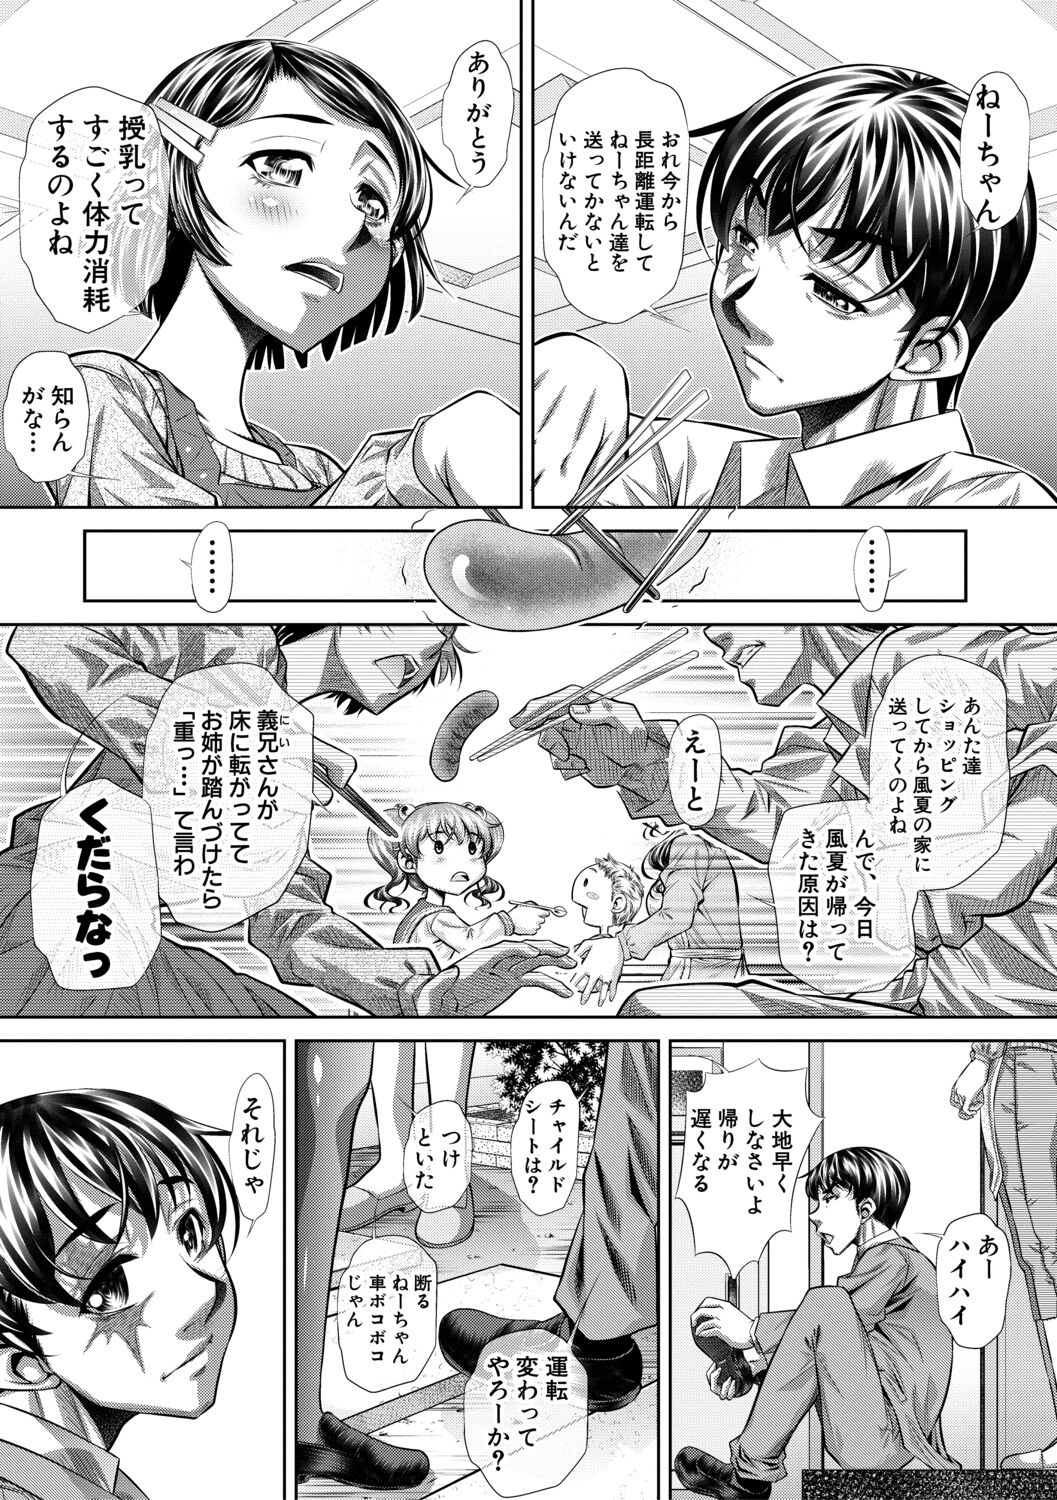 ねーちゃん
おれ今から
長距離運転して
ねーちゃん達を
送ってかないと
いけないんだ
ありがとう
授乳って
すごく体力消耗
するのよね
知らん
がな…
……
……
あんた達
ショッピング
してから風夏の家に
送ってくのよね
んで、今日
風夏が帰って
きた原因は?
えーと
義兄さんが
にい
床に転がってて
お姉が踏んづけたら
「重っ…」て言わ
くだらなっ
大地早く
しなさいよ
帰りが
遅くなる
あー
ハイハイ
チャイルド
シートは?
つけ
といた
運転
変わって
やろーか?
断る
ねーちゃん
車ボコボコ
じゃん
それじゃ